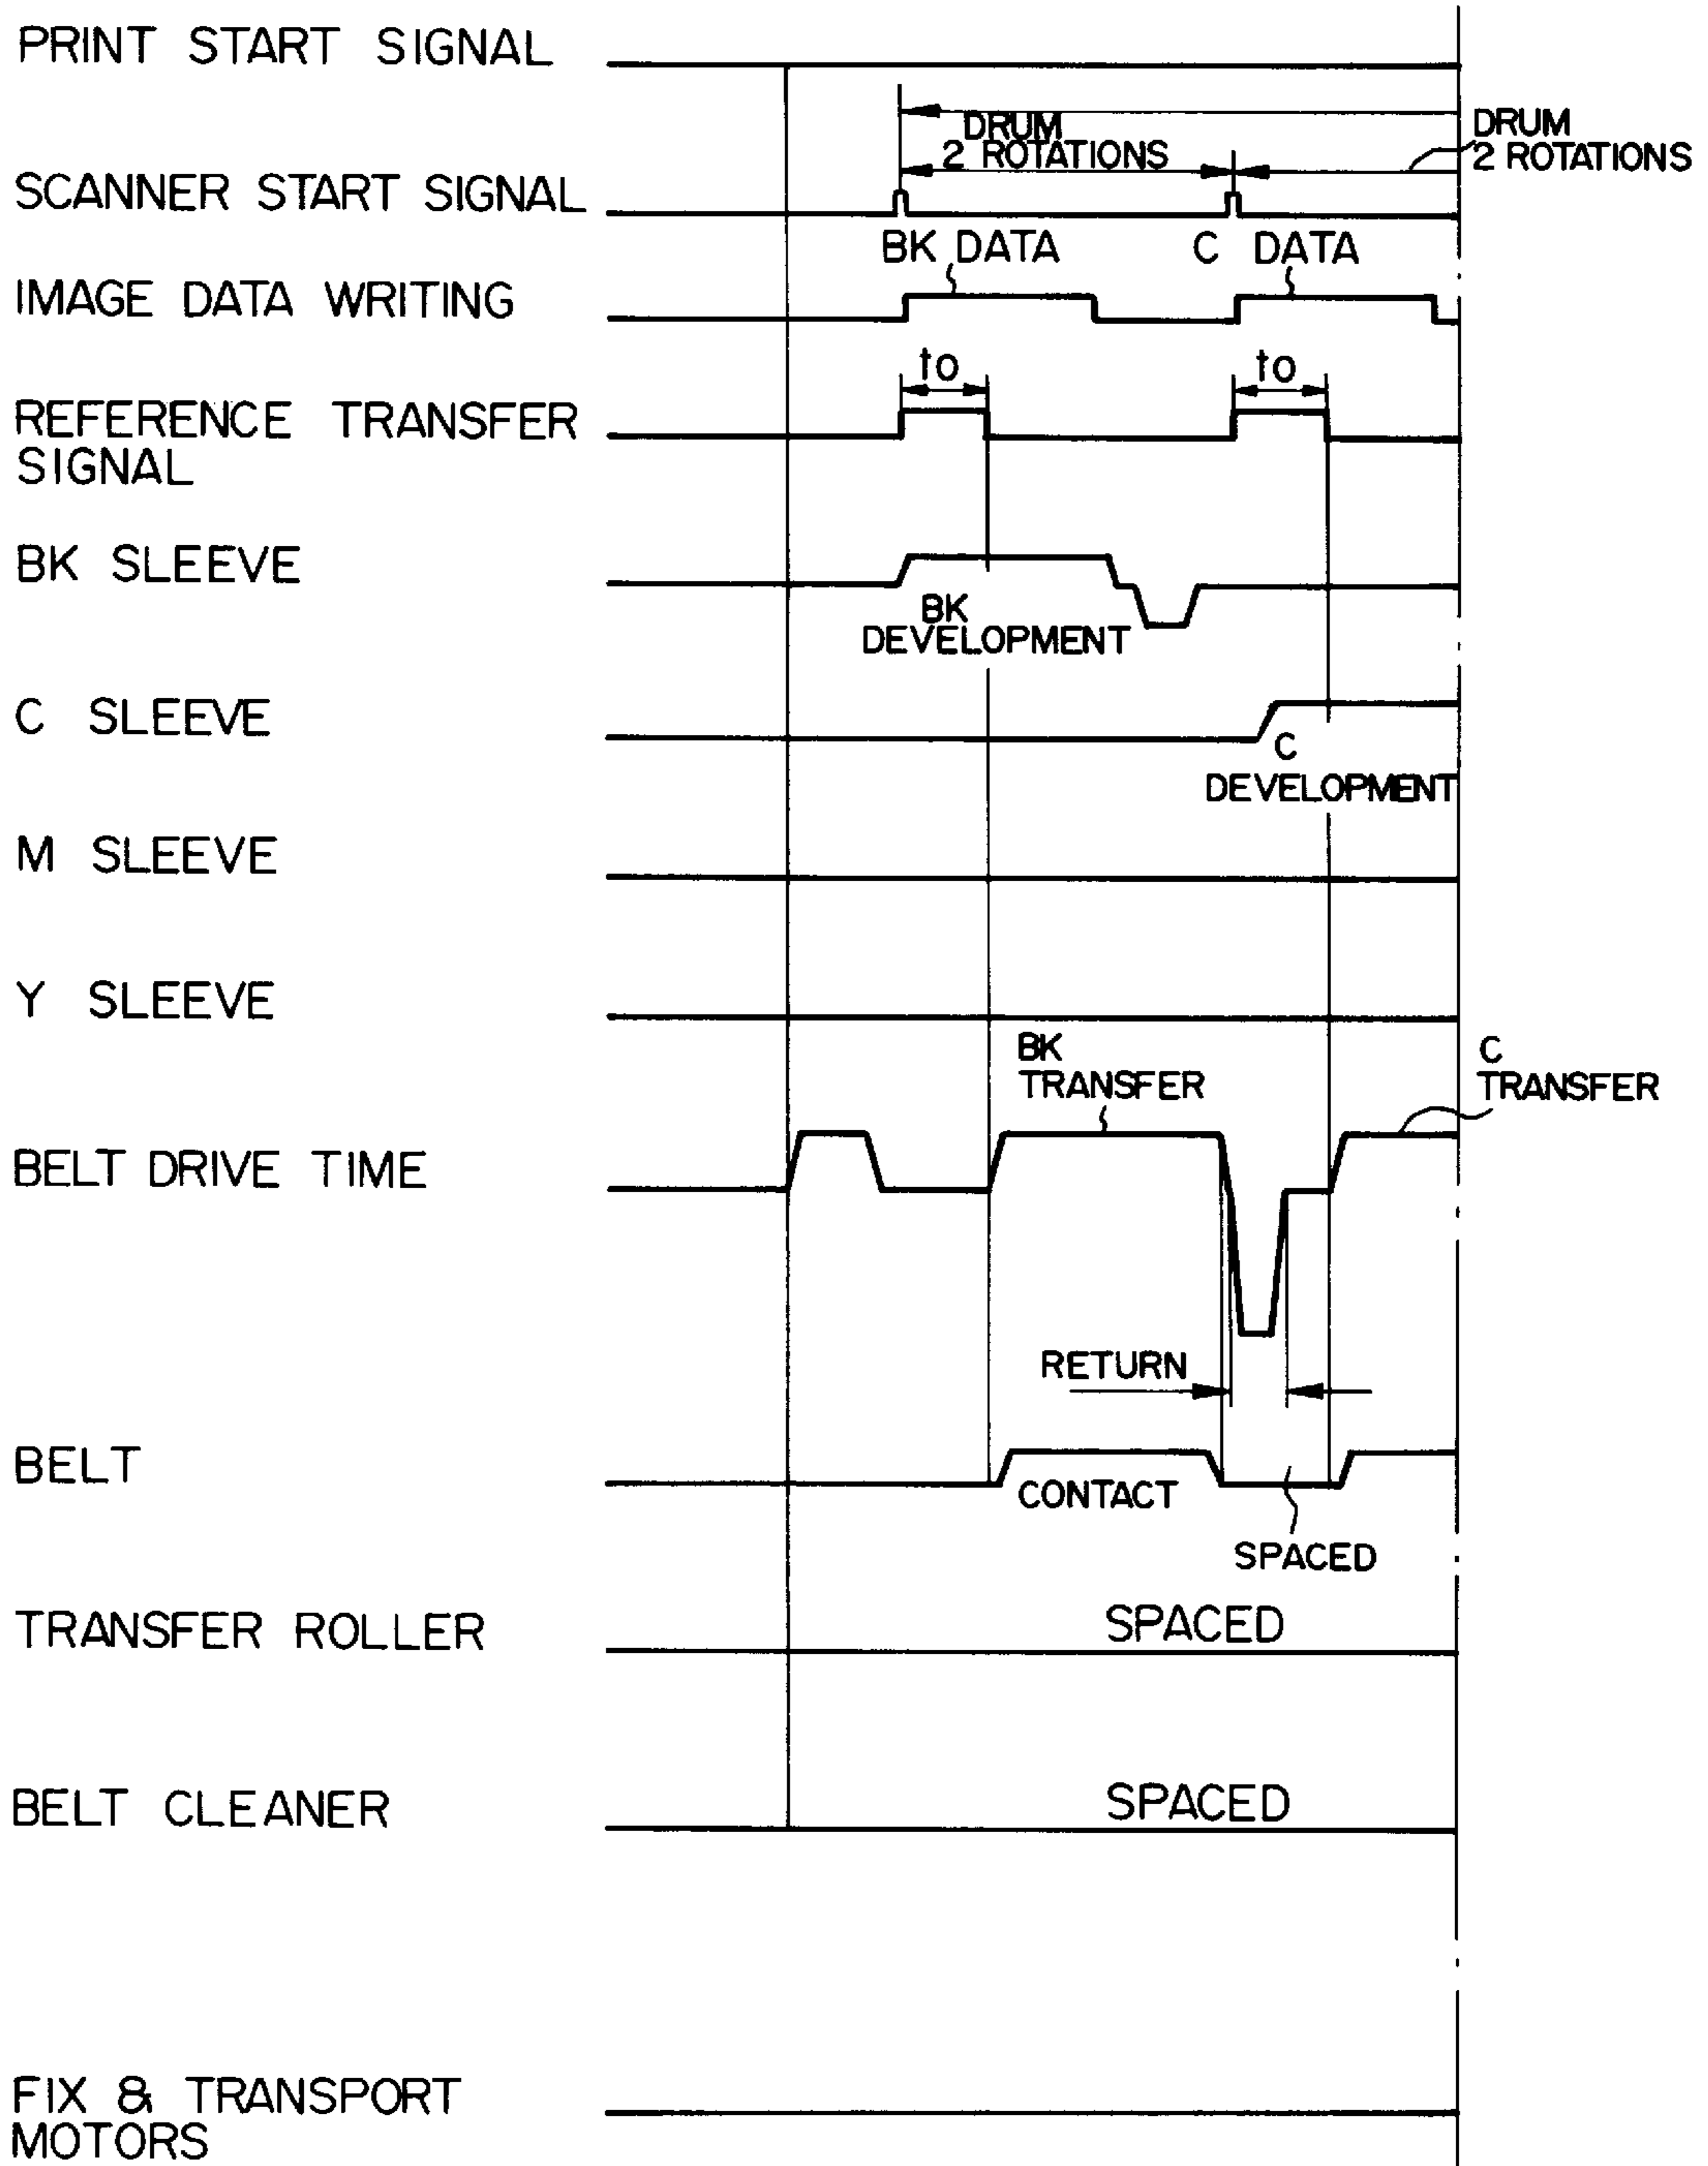 PRINT START SIGNAL
DRUM
2 ROTATIONS
DRUM
2 ROTATIONS
SCANNER START SIGNAL
BK DATA
C DATA
IMAGE DATA WRITING
to
to
REFERENCE TRANSFER
SIGNAL
BK SLEEVE
BK
DEVELOPMENT
C SLEEVE
C
DEVELOPMENT
M SLEEVE
Y SLEEVE
BK
TRANSFER
C
TRANSFER
BELT DRIVE TIME
RETURN
BELT
CONTACT
SPACED
TRANSFER ROLLER
SPACED
BELT CLEANER
SPACED
FIX & TRANSPORT
MOTORS